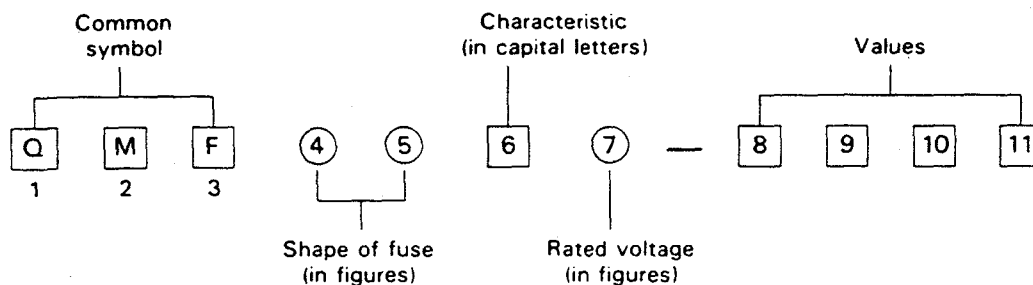 Common
symbol
Characteristic
(in capital letters)
Values
Q M F 4 5 6 7 — 8 9 10 11
1 2 3
Shape of fuse
(in figures)
Rated voltage
(in figures)